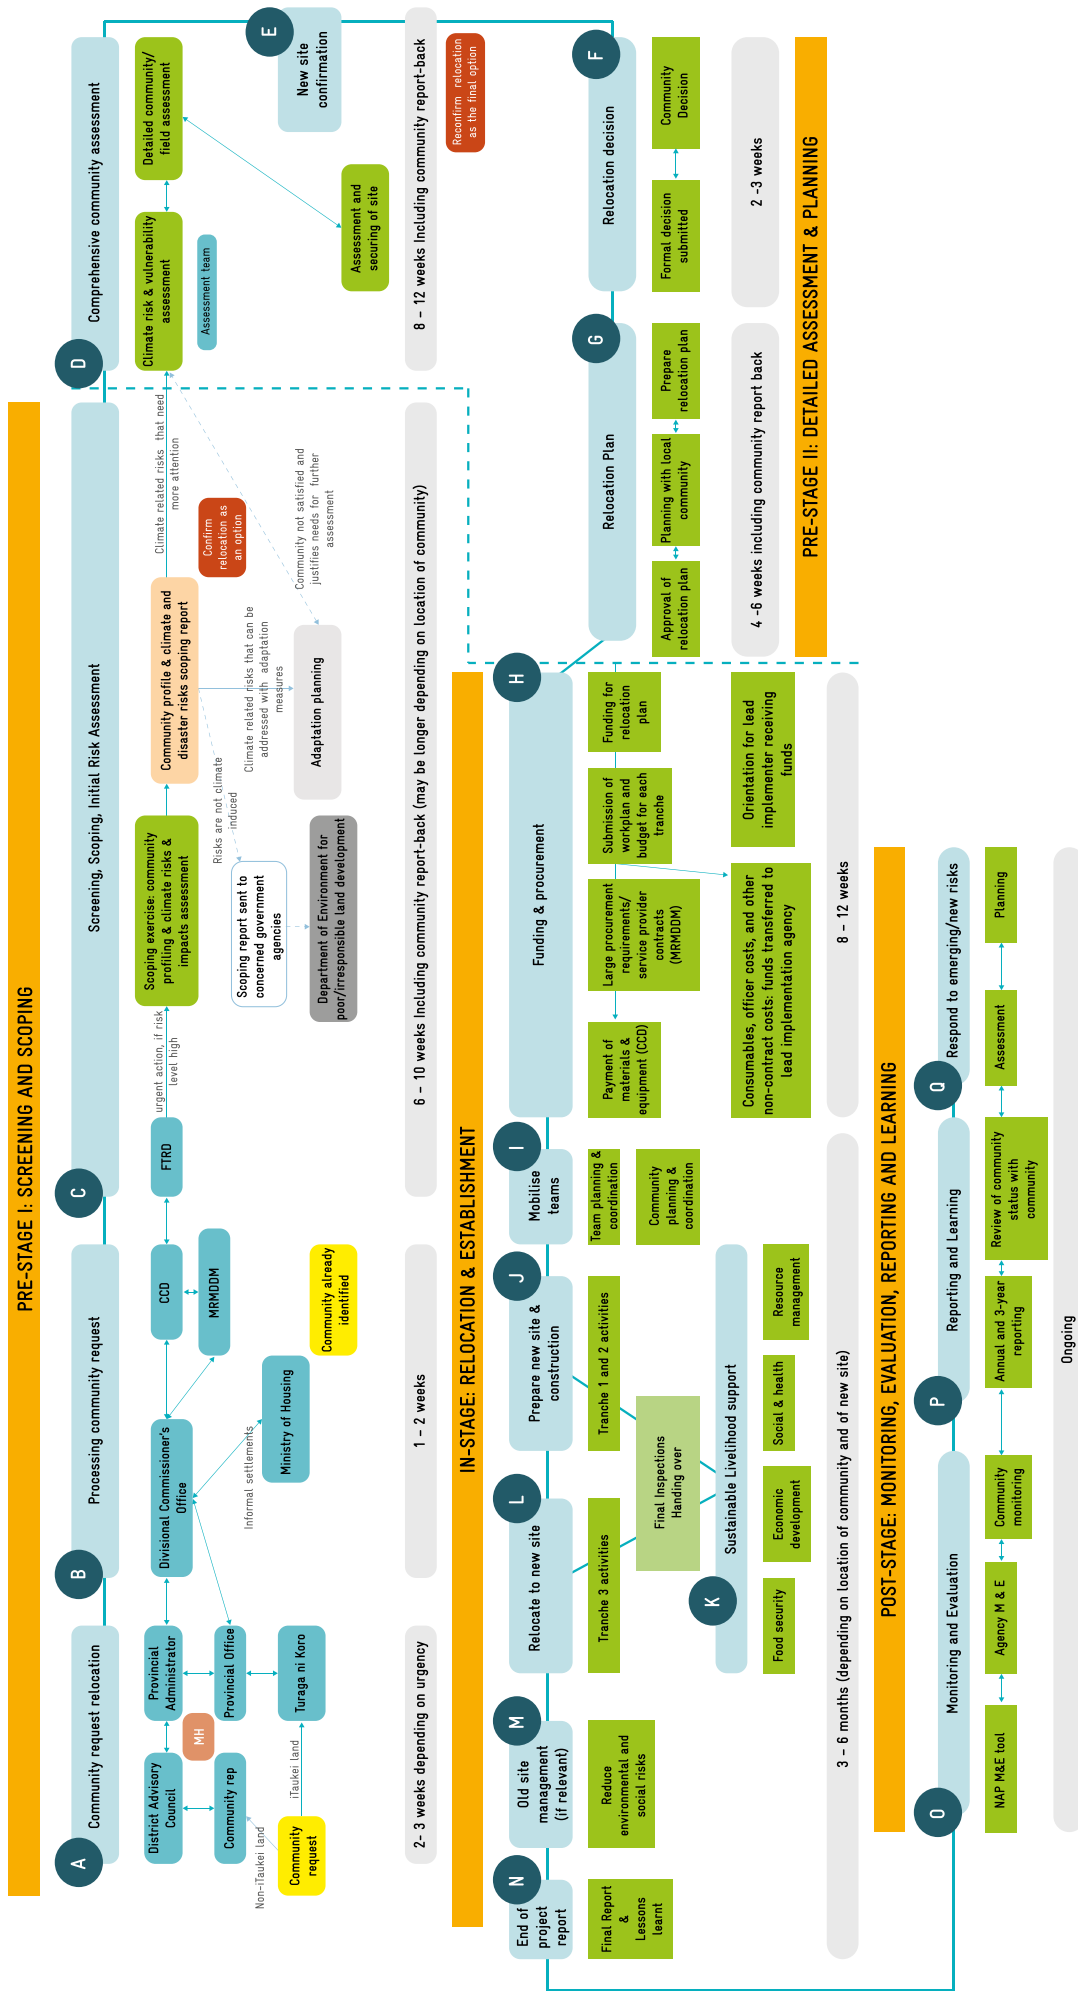 PRE-STAGE I: SCREENING AND SCOPING
A
Community request relocation
District Advisory
Council
Provincial
Administrator
MH
Community rep
Provincial Office
Turaga ni Koro
Non-iTaukei land
iTaukei land
Community
request
2- 3 weeks depending on urgency
B
Processing community request
Divisional Commissioner's
Office
CCD
MRMDDM
Informal settlements
Ministry of Housing
Community already
identified
1 – 2 weeks
C
Screening, Scoping, Initial Risk Assessment
FTRD
urgent action, if risk
level high
Scoping exercise: community
profiling & climate risks &
impacts assessment
Community profile & climate and
disaster risks scoping report
Climate related risks that need
more attention
Confirm
relocation as
an option
Risks are not climate
induced
Climate related risks that can be
addressed with adaptation
measures
Community not satisfied and
justifies needs for further
assessment
Scoping report sent to
concerned government
agencies
Adaptation planning
Department of Environment for
poor/irresponsible land development
6 – 10 weeks Including community report-back (may be longer depending on location of community)
D
Comprehensive community assessment
Climate risk & vulnerability
assessment
Detailed community/
field assessment
Assessment team
Assessment and
securing of site
E
New site
confirmation
8 – 12 weeks Including community report-back
Reconfirm relocation
as the final option
F
Relocation decision
Formal decision
submitted
Community
Decision
2 -3 weeks
G
Relocation Plan
Approval of
relocation plan
Planning with local
community
Prepare
relocation plan
4 -6 weeks including community report back
PRE-STAGE II: DETAILED ASSESSMENT & PLANNING
IN-STAGE: RELOCATION & ESTABLISHMENT
H
Funding & procurement
Payment of
materials &
equipment (CCD)
Large procurement
requirements/
service provider
contracts
(MRMDDM)
Submission of
workplan and
budget for each
tranche
Funding for
relocation
plan
Consumables, officer costs, and other
non-contract costs: funds transferred to
lead implementation agency
Orientation for lead
implementer receiving
funds
8 – 12 weeks
I
Mobilise
teams
Team planning &
coordination
Community
planning &
coordination
J
Prepare new site &
construction
Tranche 1 and 2 activities
L
Relocate to new site
Tranche 3 activities
Final Inspections
Handing over
K
Sustainable Livelihood support
Food security
Economic
development
Social & health
Resource
management
M
Old site
management
(if relevant)
Reduce
environmental and
social risks
N
End of
project
report
Final Report
&
Lessons
learnt
3 – 6 months (depending on location of community and of new site)
POST-STAGE: MONITORING, EVALUATION, REPORTING AND LEARNING
O
Monitoring and Evaluation
NAP M&E tool
Agency M & E
Community
monitoring
P
Reporting and Learning
Annual and 3-year
reporting
Review of community
status with
community
Q
Respond to emerging/new risks
Assessment
Planning
Ongoing